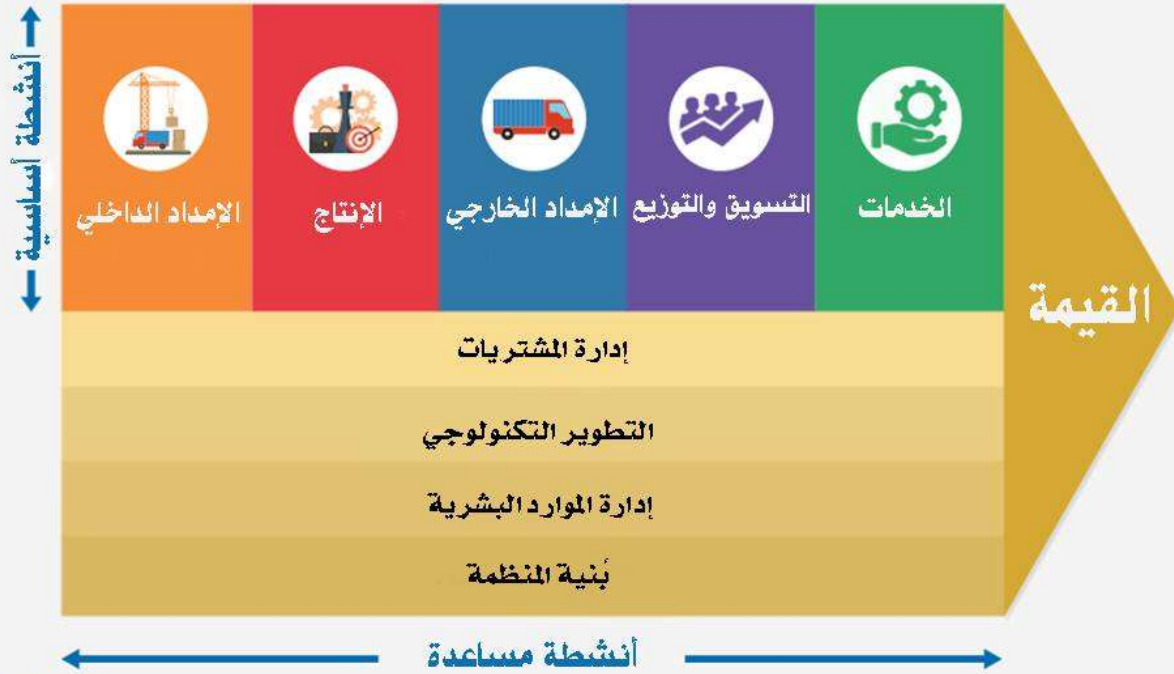 أنشطة أساسية
الإمداد الداخلي
الإنتاج
الإمداد الخارجي
التسويق والتوزيع
الخدمات
القيمة
إدارة المشتريات
التطوير التكنولوجي
إدارة الموارد البشرية
بُنية المنظمة
أنشطة مساعدة